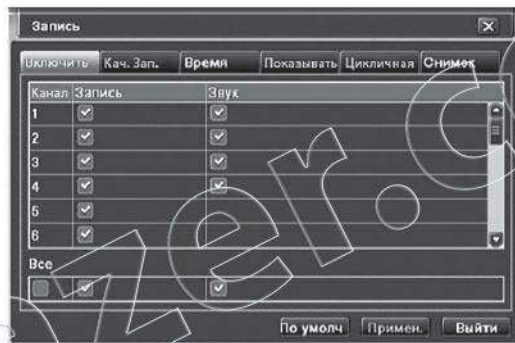 Запись
Включить Кач. Зап. Время Показывать Цикличная Снимок
Канал Запись Звук
1
2
3
4
5
6
Все
По умолч Примен. Выйти